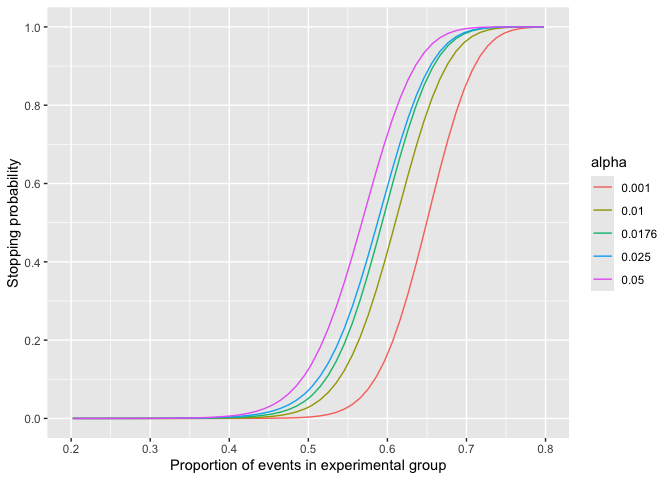 Stopping probability
1.0
0.8
0.6
0.4
0.2
0.0
0.2 0.3 0.4 0.5 0.6 0.7 0.8
Proportion of events in experimental group
alpha
0.001
0.01
0.0176
0.025
0.05